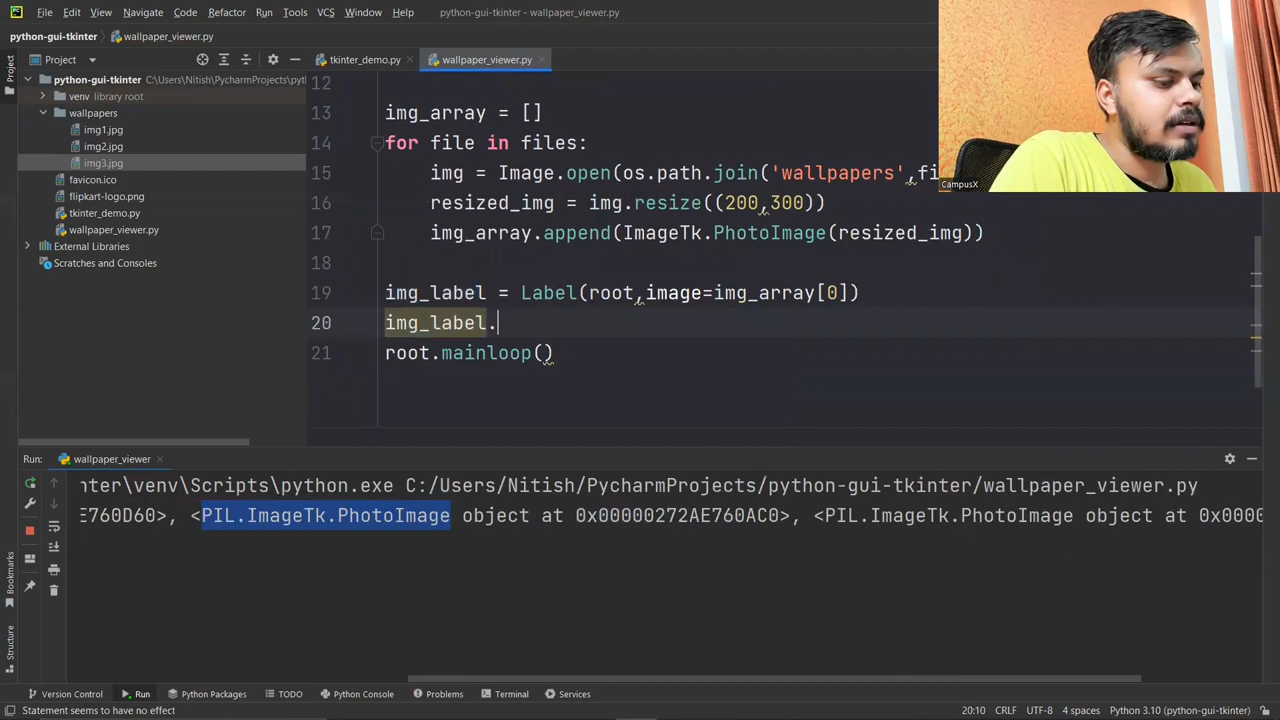 File Edit View Navigate Code Refactor Run Tools VCS Window Help python-gui-tkinter - wallpaper_viewer.py
python-gui-tkinter wallpaper_viewer.py
Project
Project
tkinter_demo.py
wallpaper_viewer.py
python-gui-tkinter C:\Users\Nitish\PycharmProjects\pyth
venv library root
wallpapers
img1.jpg
img2.jpg
img3.jpg
favicon.ico
flipkart-logo.png
tkinter_demo.py
wallpaper_viewer.py
External Libraries
Scratches and Consoles
12
13 img_array = []
14 for file in files:
15 img = Image.open(os.path.join('wallpapers',fi
16 resized_img = img.resize((200,300))
17 img_array.append(ImageTk.PhotoImage(resized_img))
18
19 img_label = Label(root,image=img_array[0])
20 img_label.
21 root.mainloop()
CampusX
Run: wallpaper_viewer
nter\venv\Scripts\python.exe C:/Users/Nitish/PycharmProjects/python-gui-tkinter/wallpaper_viewer.py
E760D60>, <PIL.ImageTk.PhotoImage object at 0x00000272AE760AC0>, <PIL.ImageTk.PhotoImage object at 0x0000
Bookmarks
Structure
Version Control Run Python Packages TODO Python Console Problems Terminal Services
Statement seems to have no effect 20:10 CRLF UTF-8 4 spaces Python 3.10 (python-gui-tkinter)